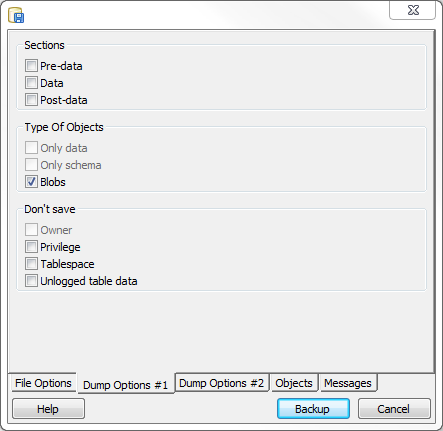 Sections
Pre-data
Data
Post-data
Type Of Objects
Only data
Only schema
Blobs
Don't save
Owner
Privilege
Tablespace
Unlogged table data
File Options Dump Options #1 Dump Options #2 Objects Messages
Help Backup Cancel